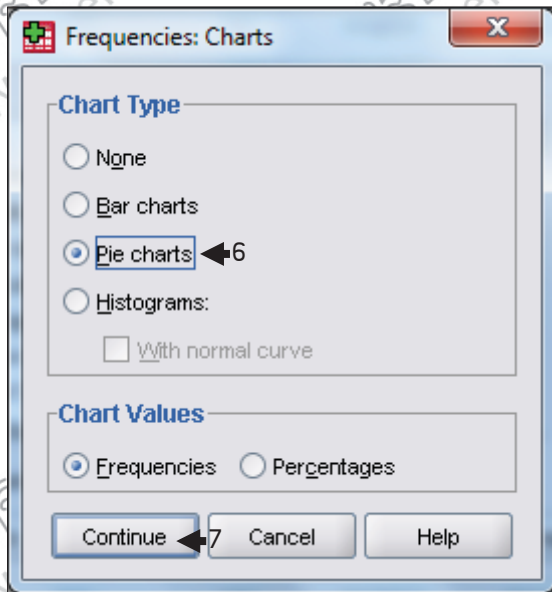 Frequencies: Charts
Chart Type
None
Bar charts
Pie charts 6
Histograms:
With normal curve
Chart Values
Frequencies Percentages
Continue 7 Cancel Help